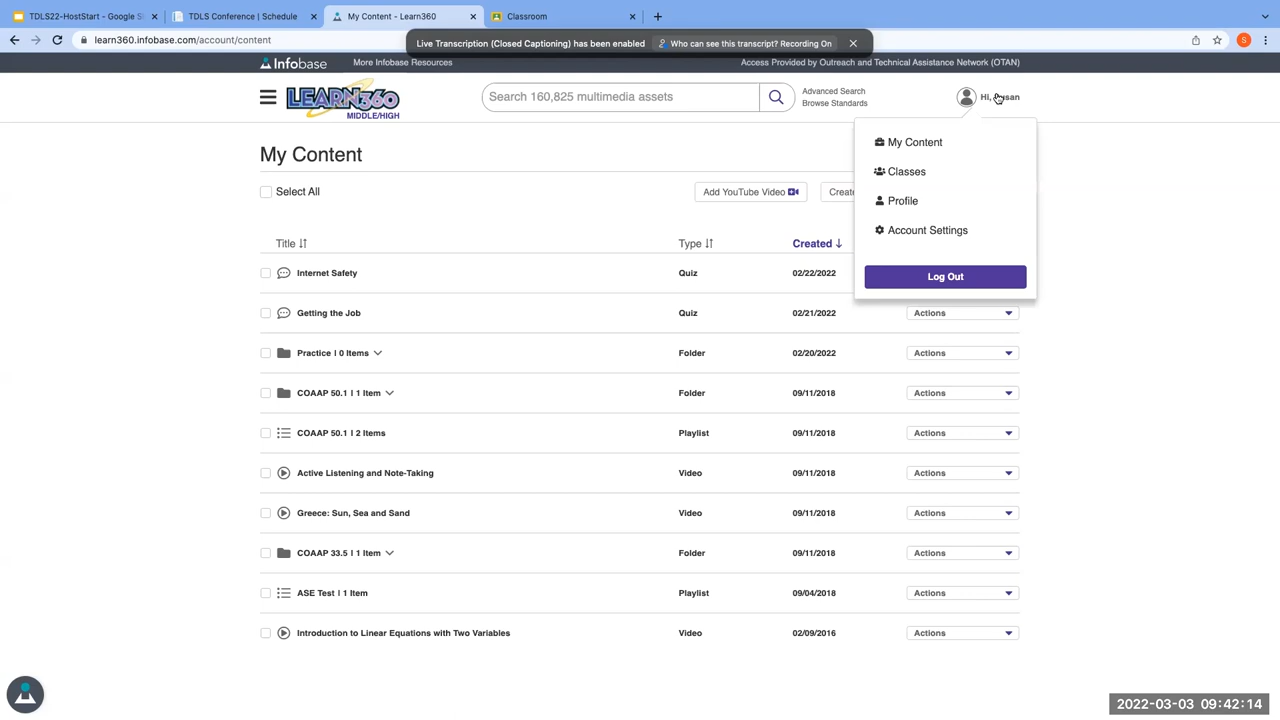 TDLS22-HostStart - Google Sl
TDLS Conference | Schedule
My Content - Learn360
Classroom
learn360.infobase.com/account/content
S
Live Transcription (Closed Captioning) has been enabled
Who can see this transcript? Recording On
Infobase
More Infobase Resources
Access Provided by Outreach and Technical Assistance Network (OTAN)
LEARN360
MIDDLE/HIGH
Search 160,825 multimedia assets
Advanced Search
Browse Standards
Hi, Susan
My Content
Classes
Profile
Account Settings
Log Out
My Content
Select All
Add YouTube Video
Create
Title Type Created
Internet Safety Quiz 02/22/2022
Getting the Job Quiz 02/21/2022 Actions
Practice | 0 Items Folder 02/20/2022 Actions
COAAP 50.1 | 1 Item Folder 09/11/2018 Actions
COAAP 50.1 | 2 Items Playlist 09/11/2018 Actions
Active Listening and Note-Taking Video 09/11/2018 Actions
Greece: Sun, Sea and Sand Video 09/11/2018 Actions
COAAP 33.5 | 1 Item Folder 09/11/2018 Actions
ASE Test | 1 Item Playlist 09/04/2018 Actions
Introduction to Linear Equations with Two Variables Video 02/09/2016 Actions
2022-03-03 09:42:14